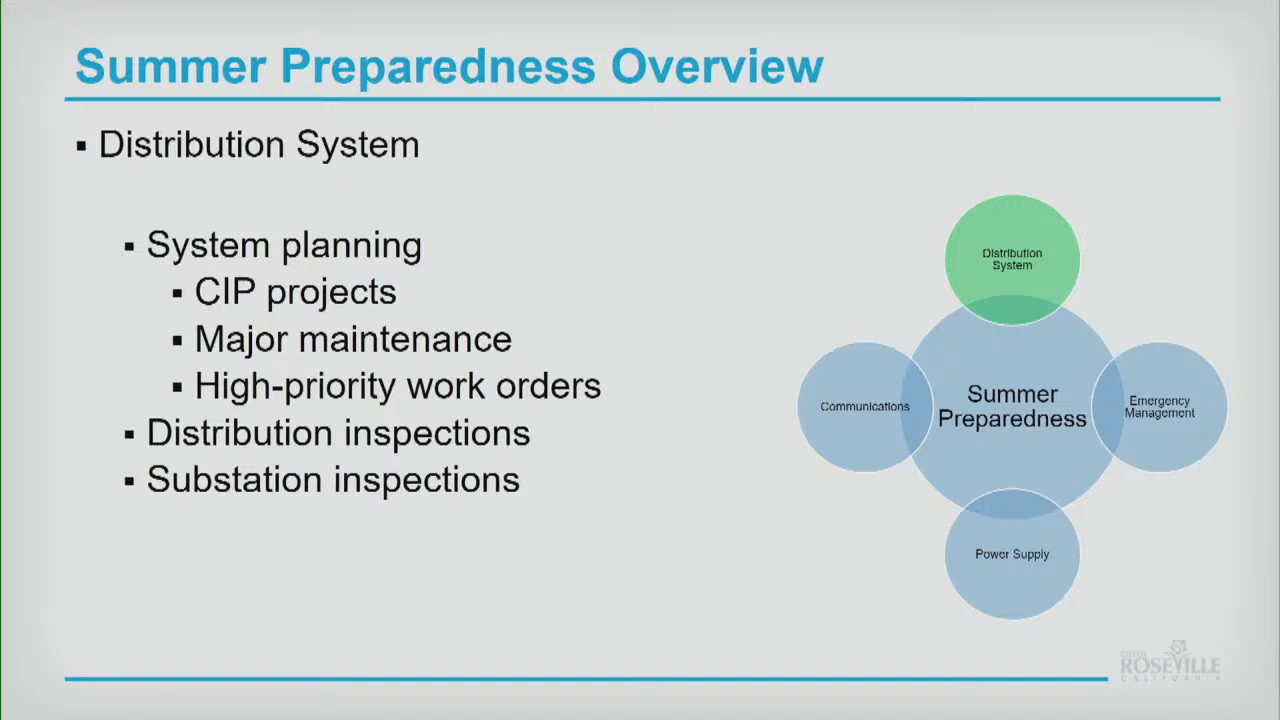 Summer Preparedness Overview
▪ Distribution System
▪ System planning
▪ CIP projects
▪ Major maintenance
▪ High-priority work orders
▪ Distribution inspections
▪ Substation inspections
Distribution
System
Communications
Summer
Preparedness
Emergency
Management
Power Supply
ROSEVILLE
CALIFORNIA